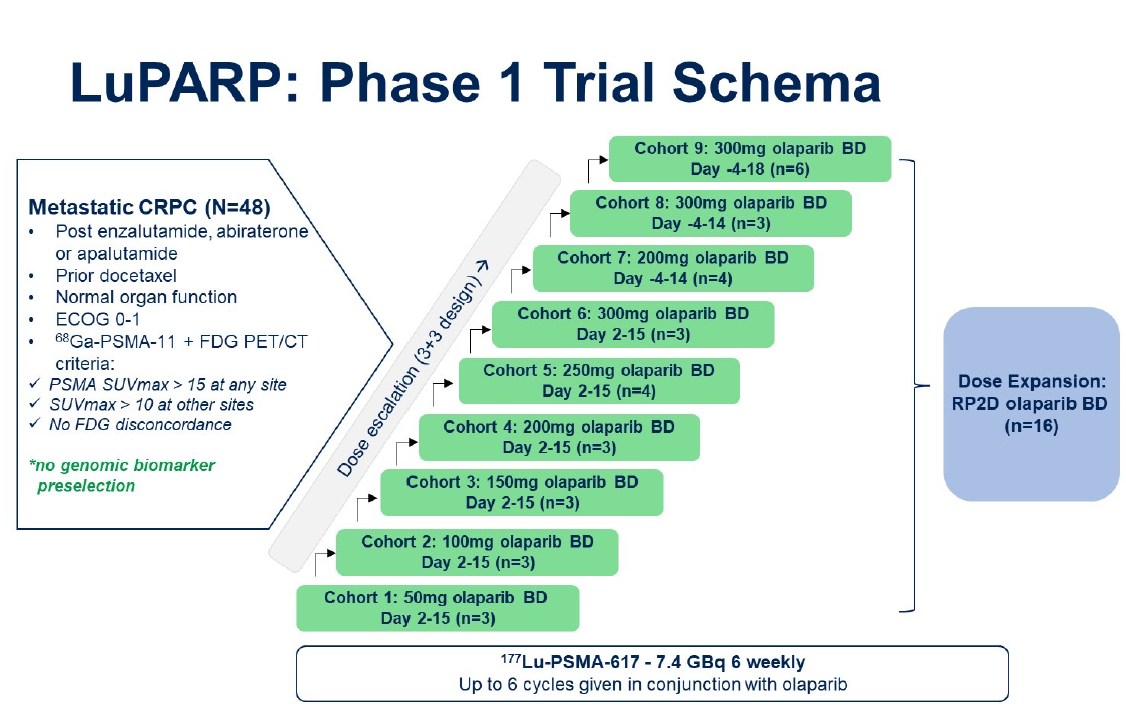 LuPARP: Phase 1 Trial Schema
Metastatic CRPC (N=48)
• Post enzalutamide, abiraterone
or apalutamide
• Prior docetaxel
• Normal organ function
• ECOG 0-1
• ⁶⁸Ga-PSMA-11 + FDG PET/CT
criteria:
✓ PSMA SUVmax > 15 at any site
✓ SUVmax > 10 at other sites
✓ No FDG disconcordance
*no genomic biomarker
preselection
Dose escalation (3+3 design) →
Cohort 9: 300mg olaparib BD
Day -4-18 (n=6)
Cohort 8: 300mg olaparib BD
Day -4-14 (n=3)
Cohort 7: 200mg olaparib BD
Day -4-14 (n=4)
Cohort 6: 300mg olaparib BD
Day 2-15 (n=3)
Cohort 5: 250mg olaparib BD
Day 2-15 (n=4)
Cohort 4: 200mg olaparib BD
Day 2-15 (n=3)
Cohort 3: 150mg olaparib BD
Day 2-15 (n=3)
Cohort 2: 100mg olaparib BD
Day 2-15 (n=3)
Cohort 1: 50mg olaparib BD
Day 2-15 (n=3)
Dose Expansion:
RP2D olaparib BD
(n=16)
¹⁷⁷Lu-PSMA-617 - 7.4 GBq 6 weekly
Up to 6 cycles given in conjunction with olaparib